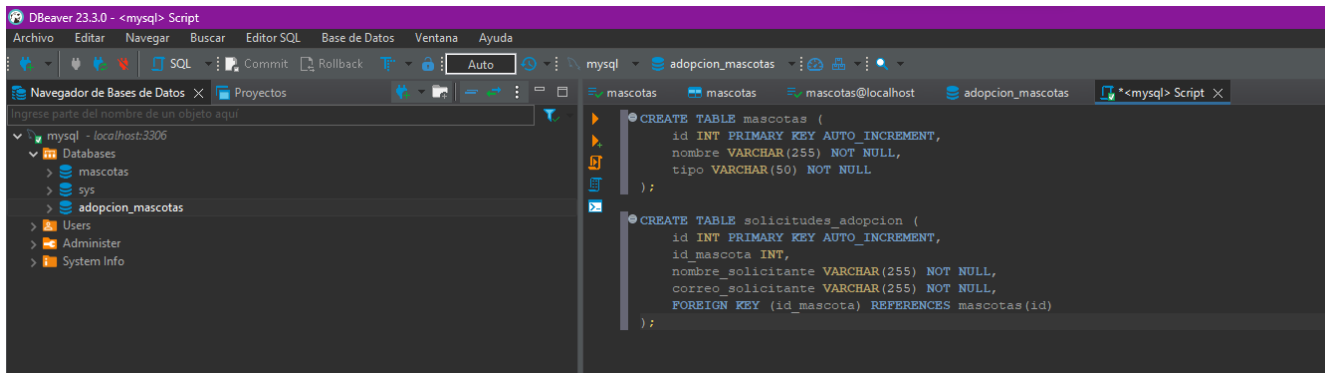 DBeaver 23.3.0 - <mysql> Script
Archivo Editar Navegar Buscar Editor SQL Base de Datos Ventana Ayuda
SQL Commit Rollback Auto mysql adopcion_mascotas
Navegador de Bases de Datos Proyectos
mascotas mascotas mascotas@localhost adopcion_mascotas *<mysql> Script
Ingrese parte del nombre de un objeto aquí
mysql - localhost:3306
Databases
mascotas
sys
adopcion_mascotas
Users
Administer
System Info
CREATE TABLE mascotas (
id INT PRIMARY KEY AUTO_INCREMENT,
nombre VARCHAR(255) NOT NULL,
tipo VARCHAR(50) NOT NULL
);
CREATE TABLE solicitudes_adopcion (
id INT PRIMARY KEY AUTO_INCREMENT,
id_mascota INT,
nombre_solicitante VARCHAR(255) NOT NULL,
correo_solicitante VARCHAR(255) NOT NULL,
FOREIGN KEY (id_mascota) REFERENCES mascotas(id)
);